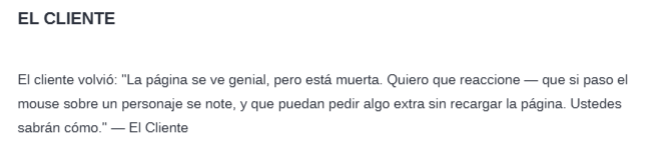 EL CLIENTE
El cliente volvió: "La página se ve genial, pero está muerta. Quiero que reaccione — que si paso el
mouse sobre un personaje se note, y que puedan pedir algo extra sin recargar la página. Ustedes
sabrán cómo." — El Cliente